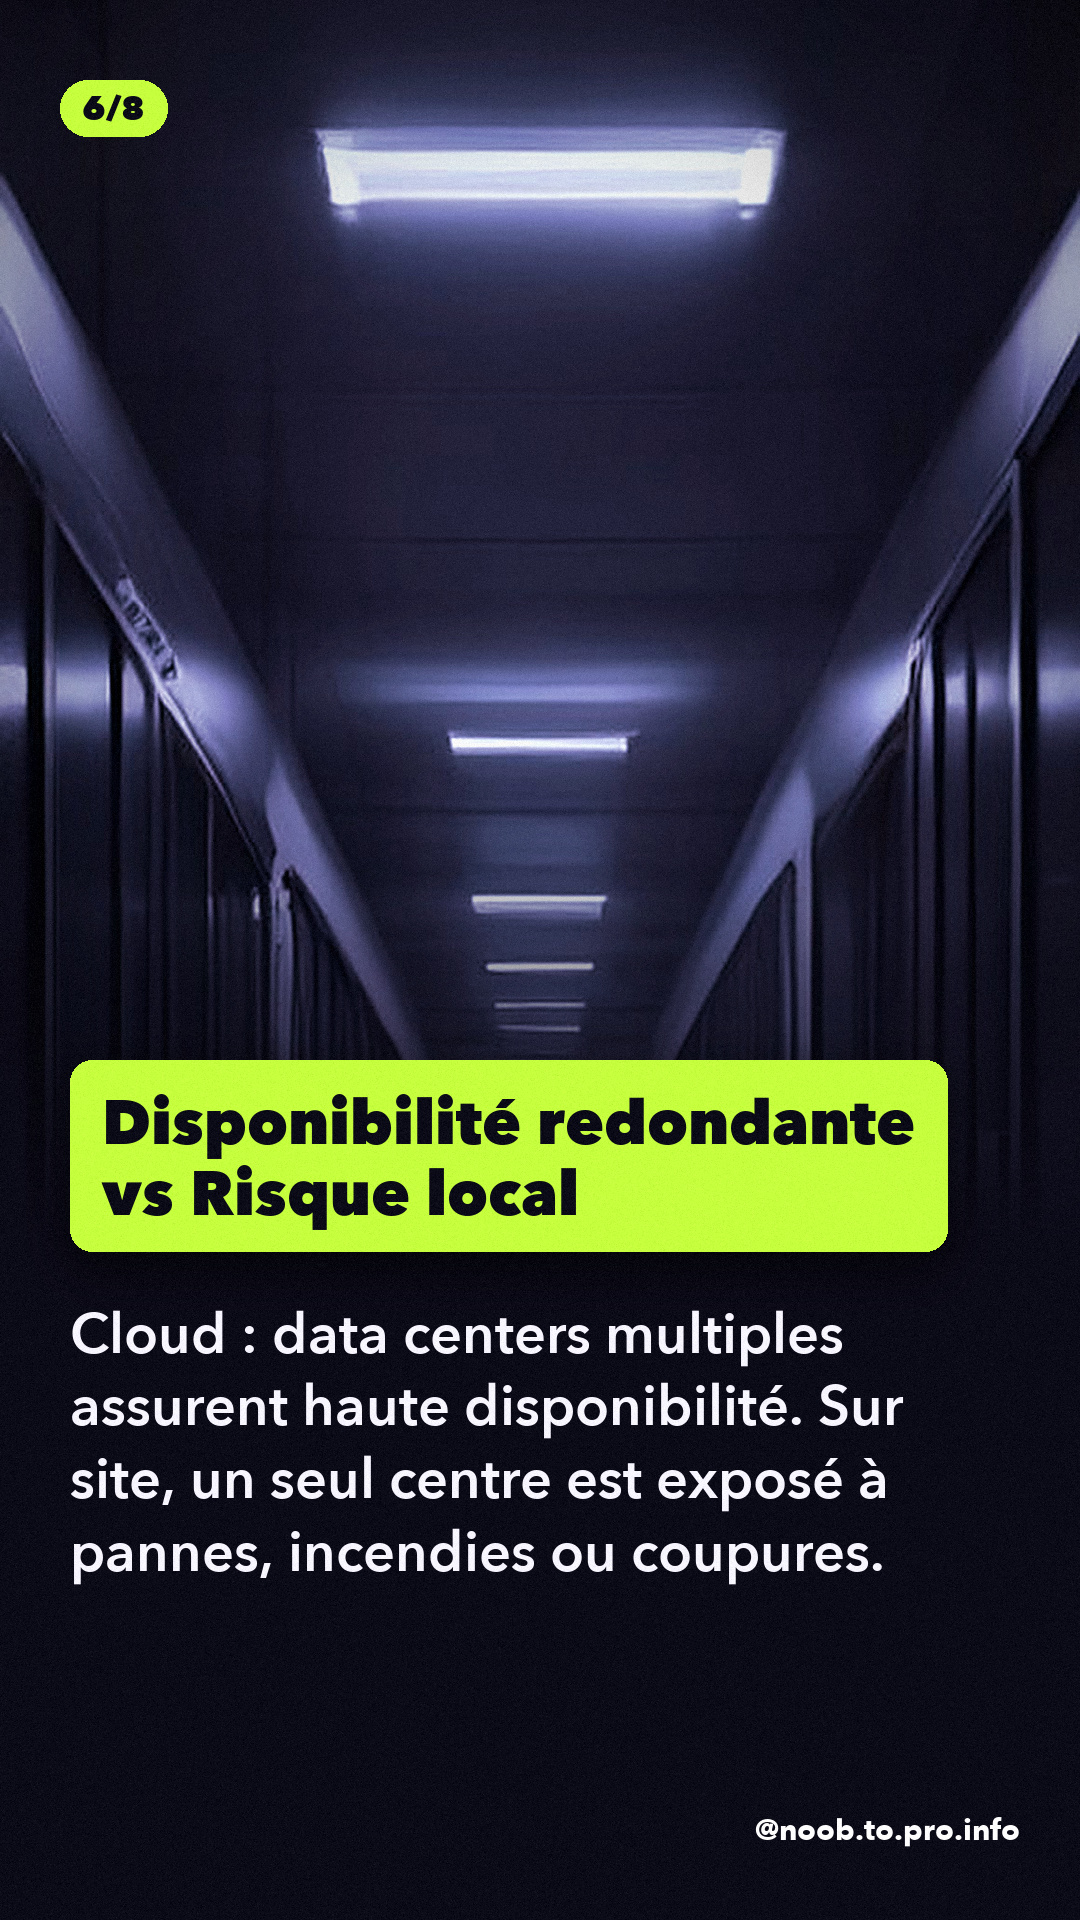 6/8
Disponibilité redondante
vs Risque local
Cloud : data centers multiples
assurent haute disponibilité. Sur
site, un seul centre est exposé à
pannes, incendies ou coupures.
@noob.to.pro.info